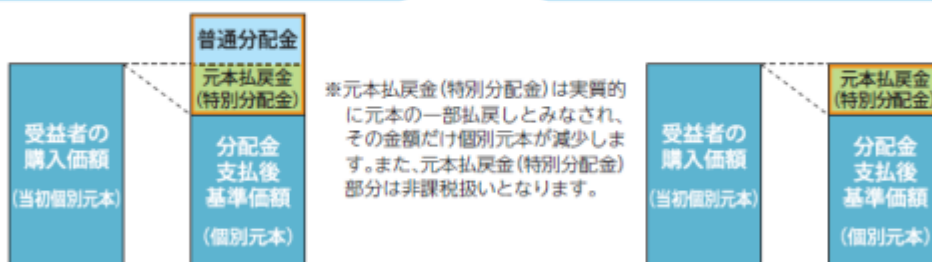 普通分配金
元本払戻金
(特別分配金)
受益者の
購入価額
(当初個別元本)
分配金
支払後
基準価額
(個別元本)
※元本払戻金(特別分配金)は実質的
に元本の一部払戻しとみなされ、
その金額だけ個別元本が減少しま
す。また、元本払戻金(特別分配金)
部分は非課税扱いとなります。
受益者の
購入価額
(当初個別元本)
元本払戻金
(特別分配金)
分配金
支払後
基準価額
(個別元本)